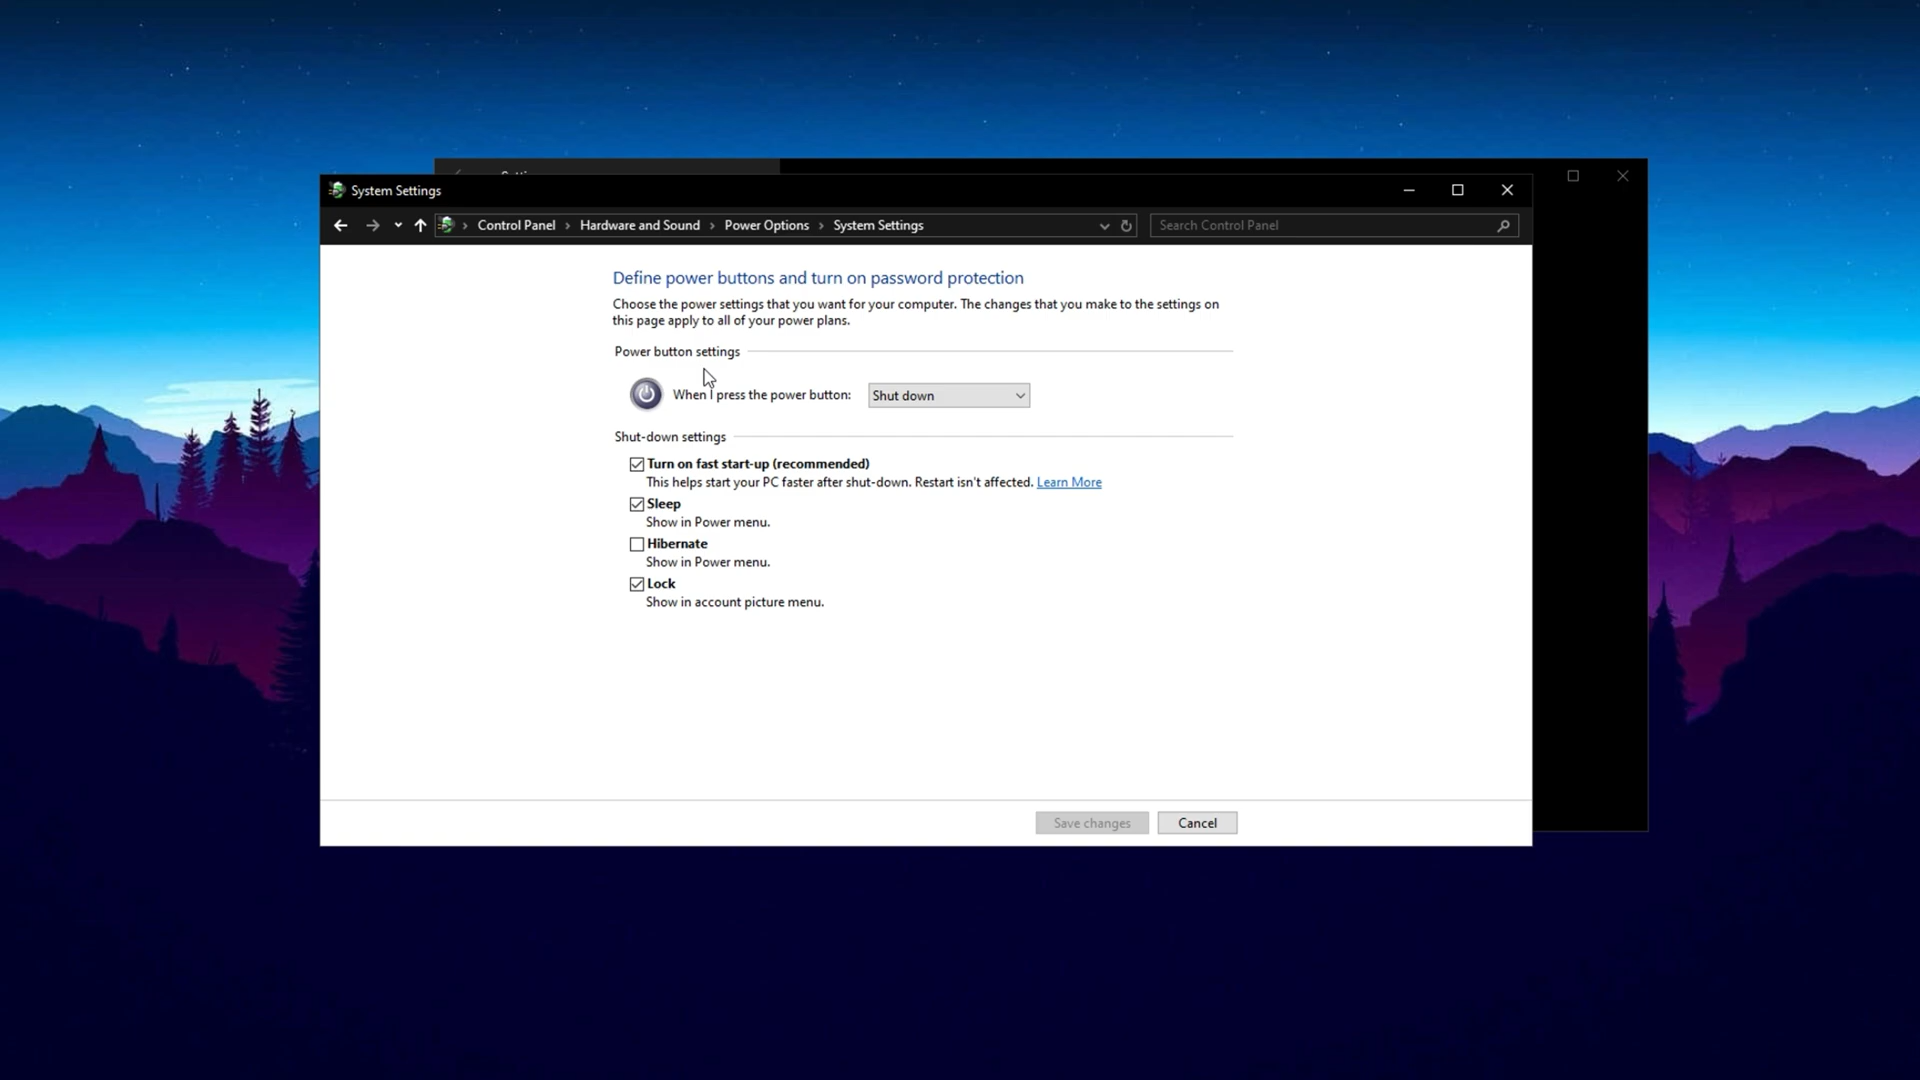 System Settings
Control Panel > Hardware and Sound > Power Options > System Settings
Search Control Panel
Define power buttons and turn on password protection
Choose the power settings that you want for your computer. The changes that you make to the settings on
this page apply to all of your power plans.
Power button settings
When I press the power button: Shut down
Shut-down settings
Turn on fast start-up (recommended)
This helps start your PC faster after shut-down. Restart isn't affected. Learn More
Sleep
Show in Power menu.
Hibernate
Show in Power menu.
Lock
Show in account picture menu.
Save changes Cancel